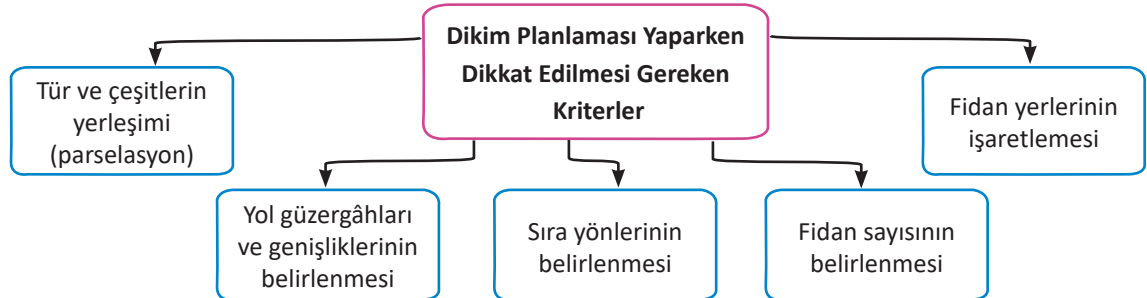 Dikim Planlaması Yaparken
Dikkat Edilmesi Gereken
Kriterler
Tür ve çeşitlerin
yerleşimi
(parselasyon)
Yol güzergâhları
ve genişliklerinin
belirlenmesi
Sıra yönlerinin
belirlenmesi
Fidan sayısının
belirlenmesi
Fidan yerlerinin
işaretlemesi